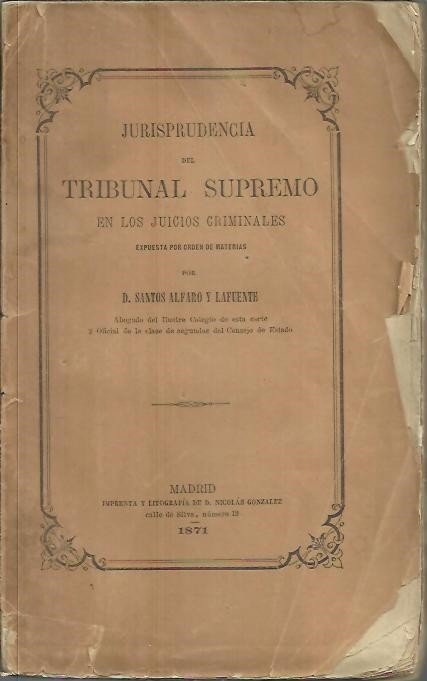 JURISPRUDENCIA
DEL
TRIBUNAL SUPREMO
EN LOS JUICIOS CRIMINALES
EXPUESTA POR ORDEN DE MATERIAS
POR
D. SANTOS ALFARO Y LAFUENTE
Abogado del Ilustre Colegio de esta corte
y Oficial de la clase de segundos del Consejo de Estado
MADRID
IMPRENTA Y LITOGRAFÍA DE D. NICOLÁS GONZALEZ
calle de Silva, número 12
1871